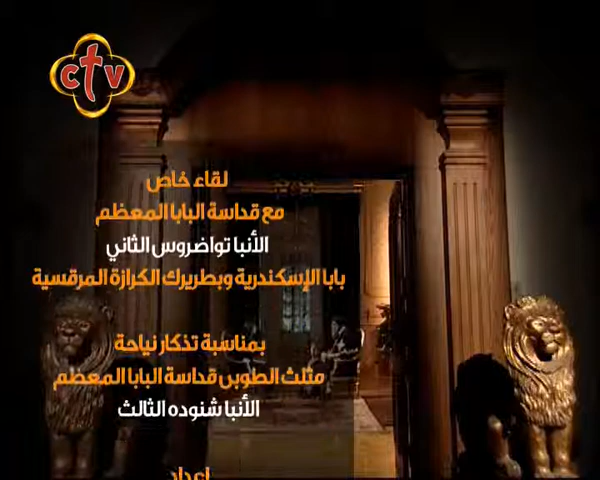 ctv
لقاء خاص
مع قداسة البابا المعظم
الأنبا تواضروس الثاني
بابا الإسكندرية وبطريرك الكرازة المرقسية
بمناسبة تذكار نياحة
مثلث الطوبى قداسة البابا المعظم
الأنبا شنوده الثالث
إعداد